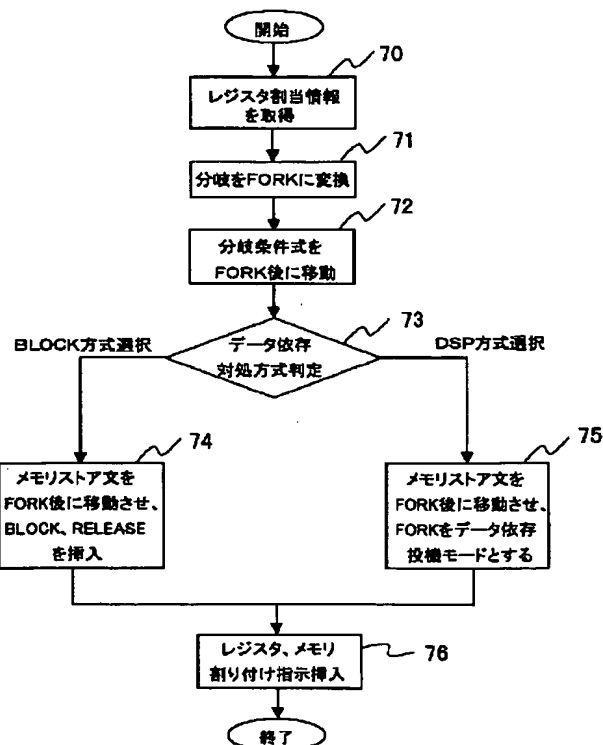 開始
70
レジスタ割当情報
を取得
71
分岐をFORKに変換
72
分岐条件式を
FORK後に移動
73
データ依存
対処方式判定
BLOCK方式選択
DSP方式選択
74
メモリストア文を
FORK後に移動させ、
BLOCK、RELEASE
を挿入
75
メモリストア文を
FORK後に移動させ、
FORKをデータ依存
投機モードとする
76
レジスタ、メモリ
割り付け指示挿入
終了